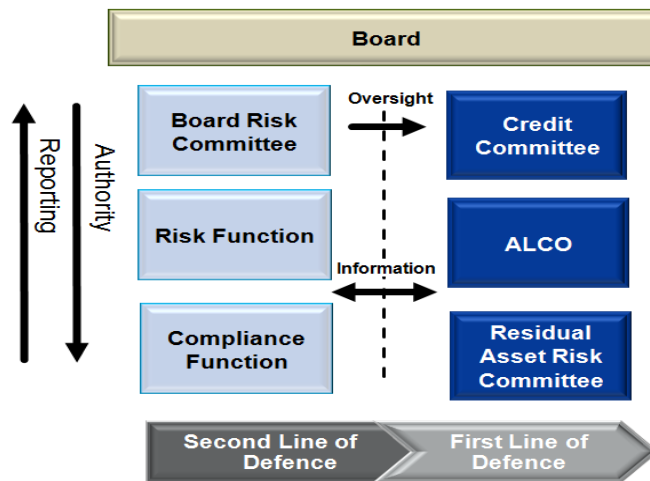 Board
Reporting
Authority
Board Risk
Committee
Oversight
Credit
Committee
Risk Function
ALCO
Information
Compliance
Function
Residual
Asset Risk
Committee
Second Line of
Defence
First Line of
Defence